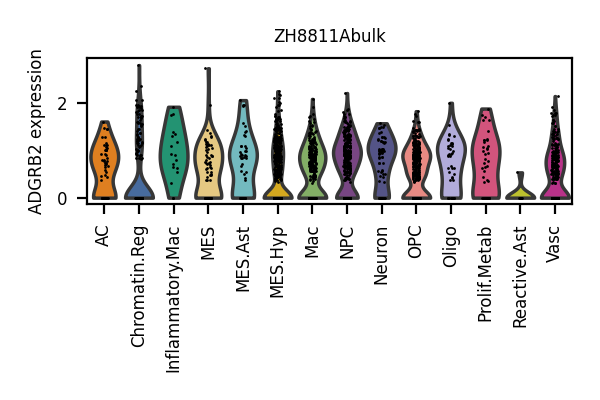 ZH8811Abulk
ADGRB2 expression
2
0
AC
Chromatin.Reg
Inflammatory.Mac
MES
MES.Ast
MES.Hyp
Mac
NPC
Neuron
OPC
Oligo
Prolif.Metab
Reactive.Ast
Vasc